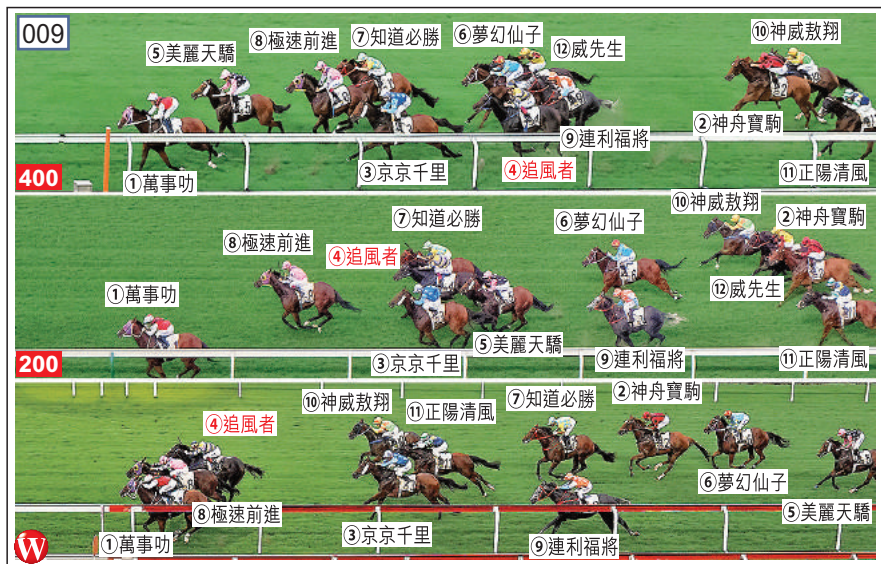 009
⑤美麗天驕
⑧極速前進
⑦知道必勝
⑥夢幻仙子
⑫威先生
⑩神威敖翔
400
①萬事叻
③京京千里
④追風者
⑨連利福將
②神舟寶駒
⑪正陽清風
①萬事叻
⑧極速前進
④追風者
⑦知道必勝
⑥夢幻仙子
⑩神威敖翔
②神舟寶駒
200
③京京千里
⑤美麗天驕
⑨連利福將
⑫威先生
⑪正陽清風
④追風者
⑩神威敖翔
⑪正陽清風
⑦知道必勝
②神舟寶駒
W
①萬事叻
⑧極速前進
③京京千里
⑨連利福將
⑥夢幻仙子
⑤美麗天驕